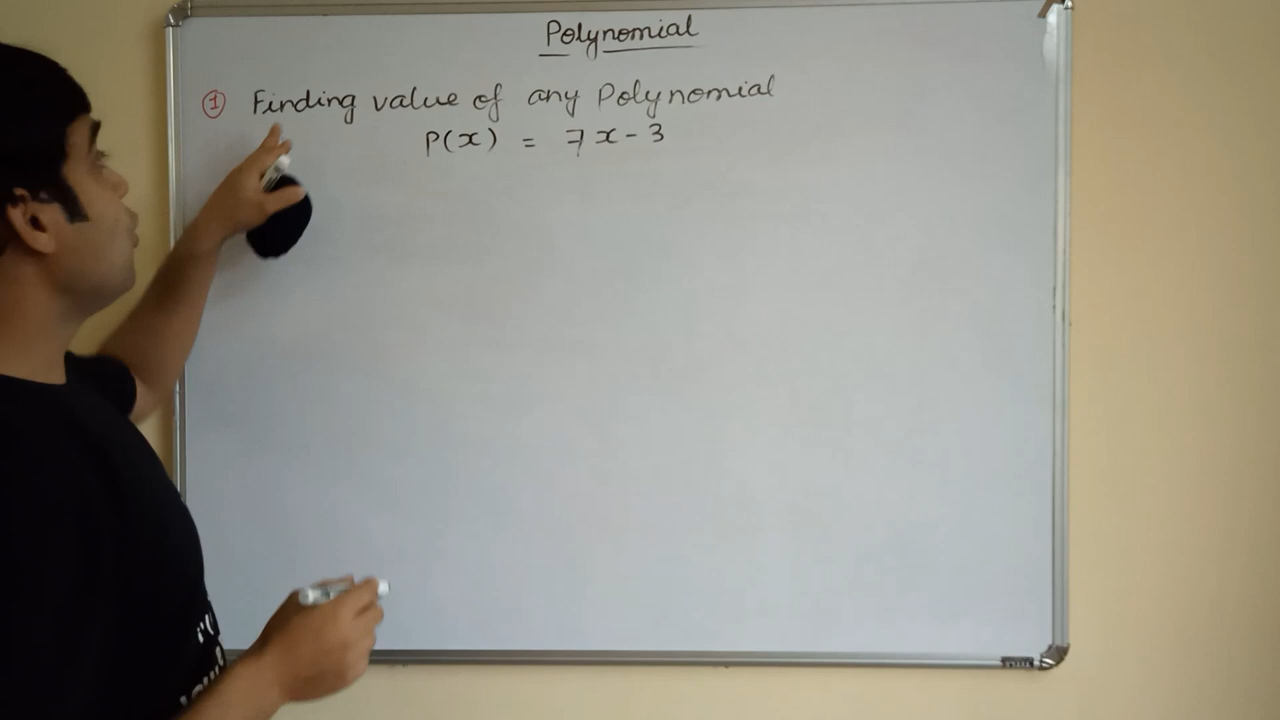 Polynomial
① Finding value of any Polynomial
P(x) = 7x - 3